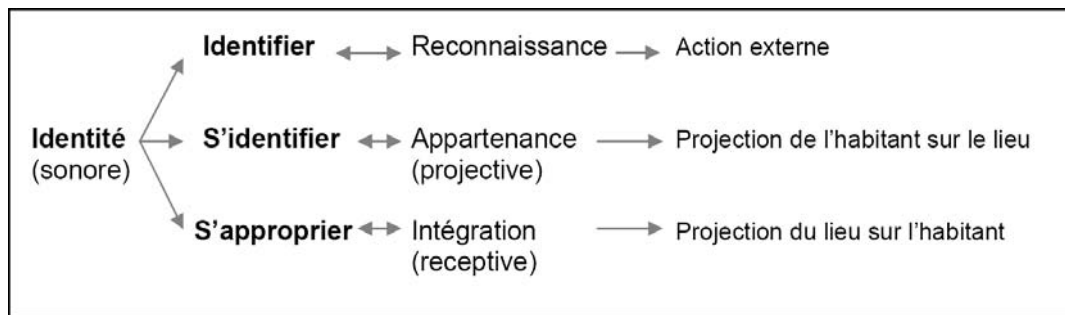 Identifier Reconnaissance Action externe
Identité S'identifier Appartenance Projection de l'habitant sur le lieu
(sonore) (projective)
S'approprier Intégration Projection du lieu sur l'habitant
(receptive)